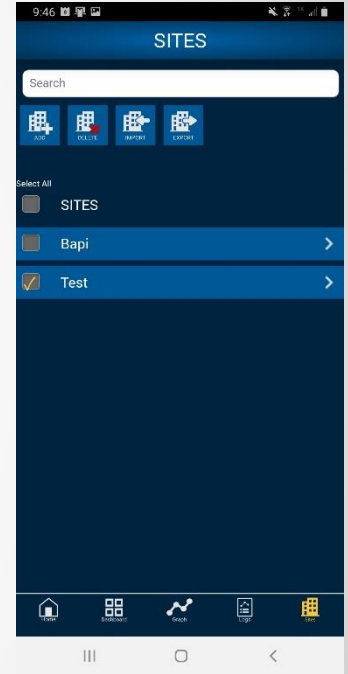 9:46
SITES
Search
ADD DELETE IMPORT EXPORT
Select All
SITES
Bapi
Test
Home Dashboard Graph Logs Sites